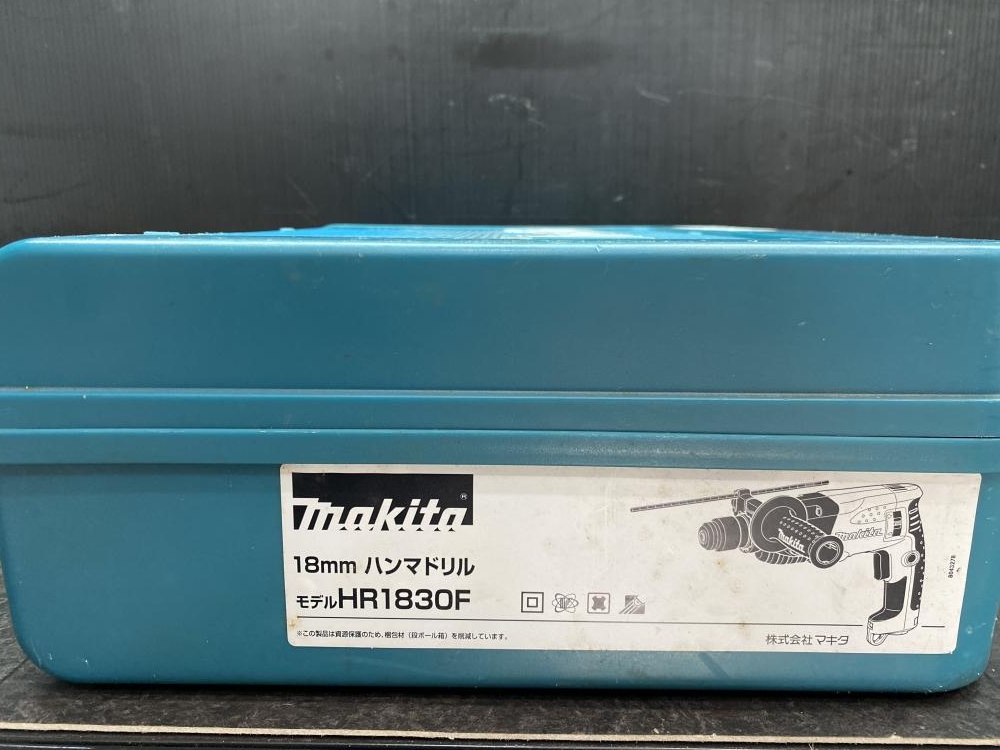 makita®
18mm ハンマドリル
モデルHR1830F
※この製品は資源保護のため、梱包材（段ボール箱）を削減しています。
makita
makita
株式会社 マキタ